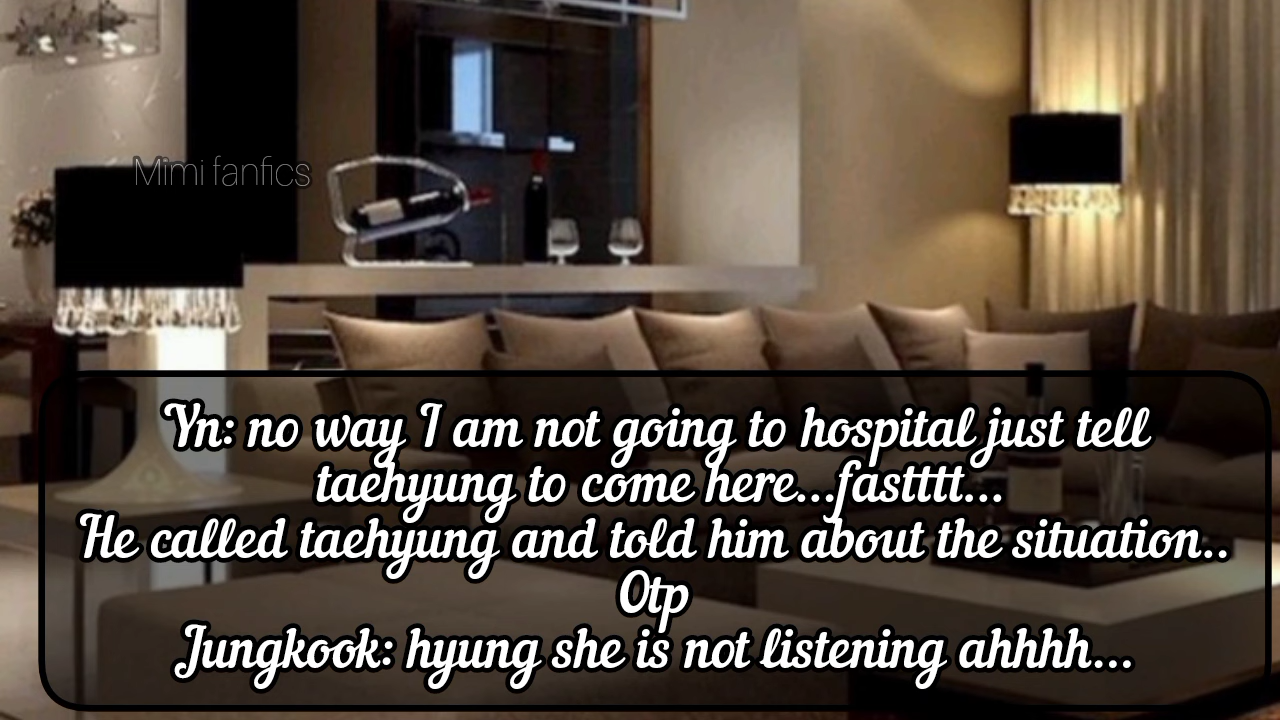 Mimi fanfics
Yn: no way I am not going to hospital just tell
taehyung to come here...fastttt...
He called taehyung and told him about the situation..
Otp
Jungkook: hyung she is not listening ahhhh...